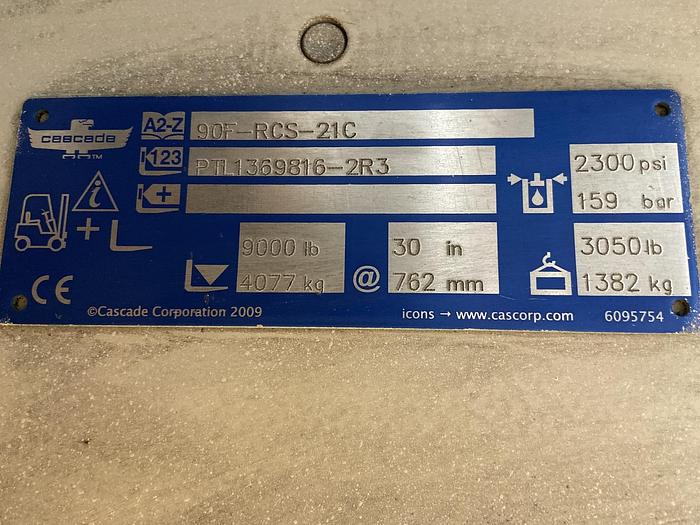 cascade
TM
A2-Z
90F-RCS-21C
123
PTL1369816-2R3
2300 psi
159 bar
9000 lb
4077 kg
@
30 in
762 mm
3050 lb
1382 kg
CE
©Cascade Corporation 2009
icons → www.cascorp.com
6095754